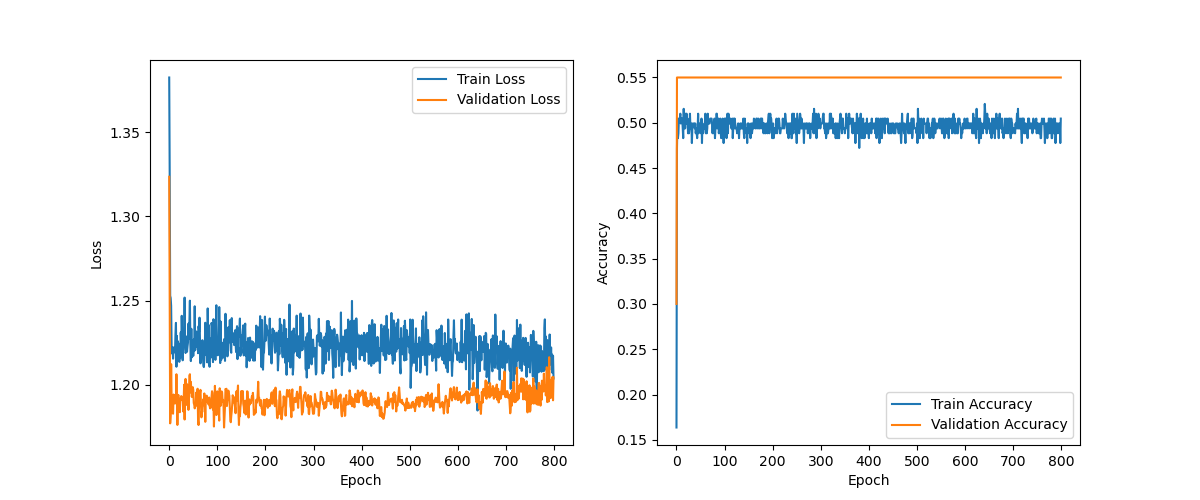 Train Loss
Validation Loss
1.35
1.30
1.25
1.20
Loss
0 100 200 300 400 500 600 700 800
Epoch
0.55
0.50
0.45
0.40
0.35
0.30
0.25
0.20
0.15
Accuracy
Train Accuracy
Validation Accuracy
0 100 200 300 400 500 600 700 800
Epoch